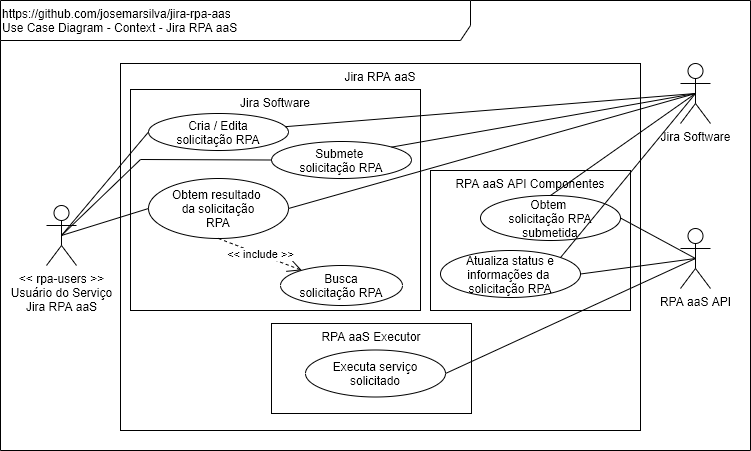 https://github.com/josemarsilva/jira-rpa-aas
Use Case Diagram - Context - Jira RPA aaS
Jira RPA aaS
Jira Software
Cria / Edita
solicitação RPA
Submete
solicitação RPA
Obtem resultado
da solicitação
RPA
<< include >>
Busca
solicitação RPA
RPA aaS API Componentes
Obtem
solicitação RPA
submetida
Atualiza status e
informações da
solicitação RPA
RPA aaS Executor
Executa serviço
solicitado
<< rpa-users >>
Usuário do Serviço
Jira RPA aaS
Jira Software
RPA aaS API